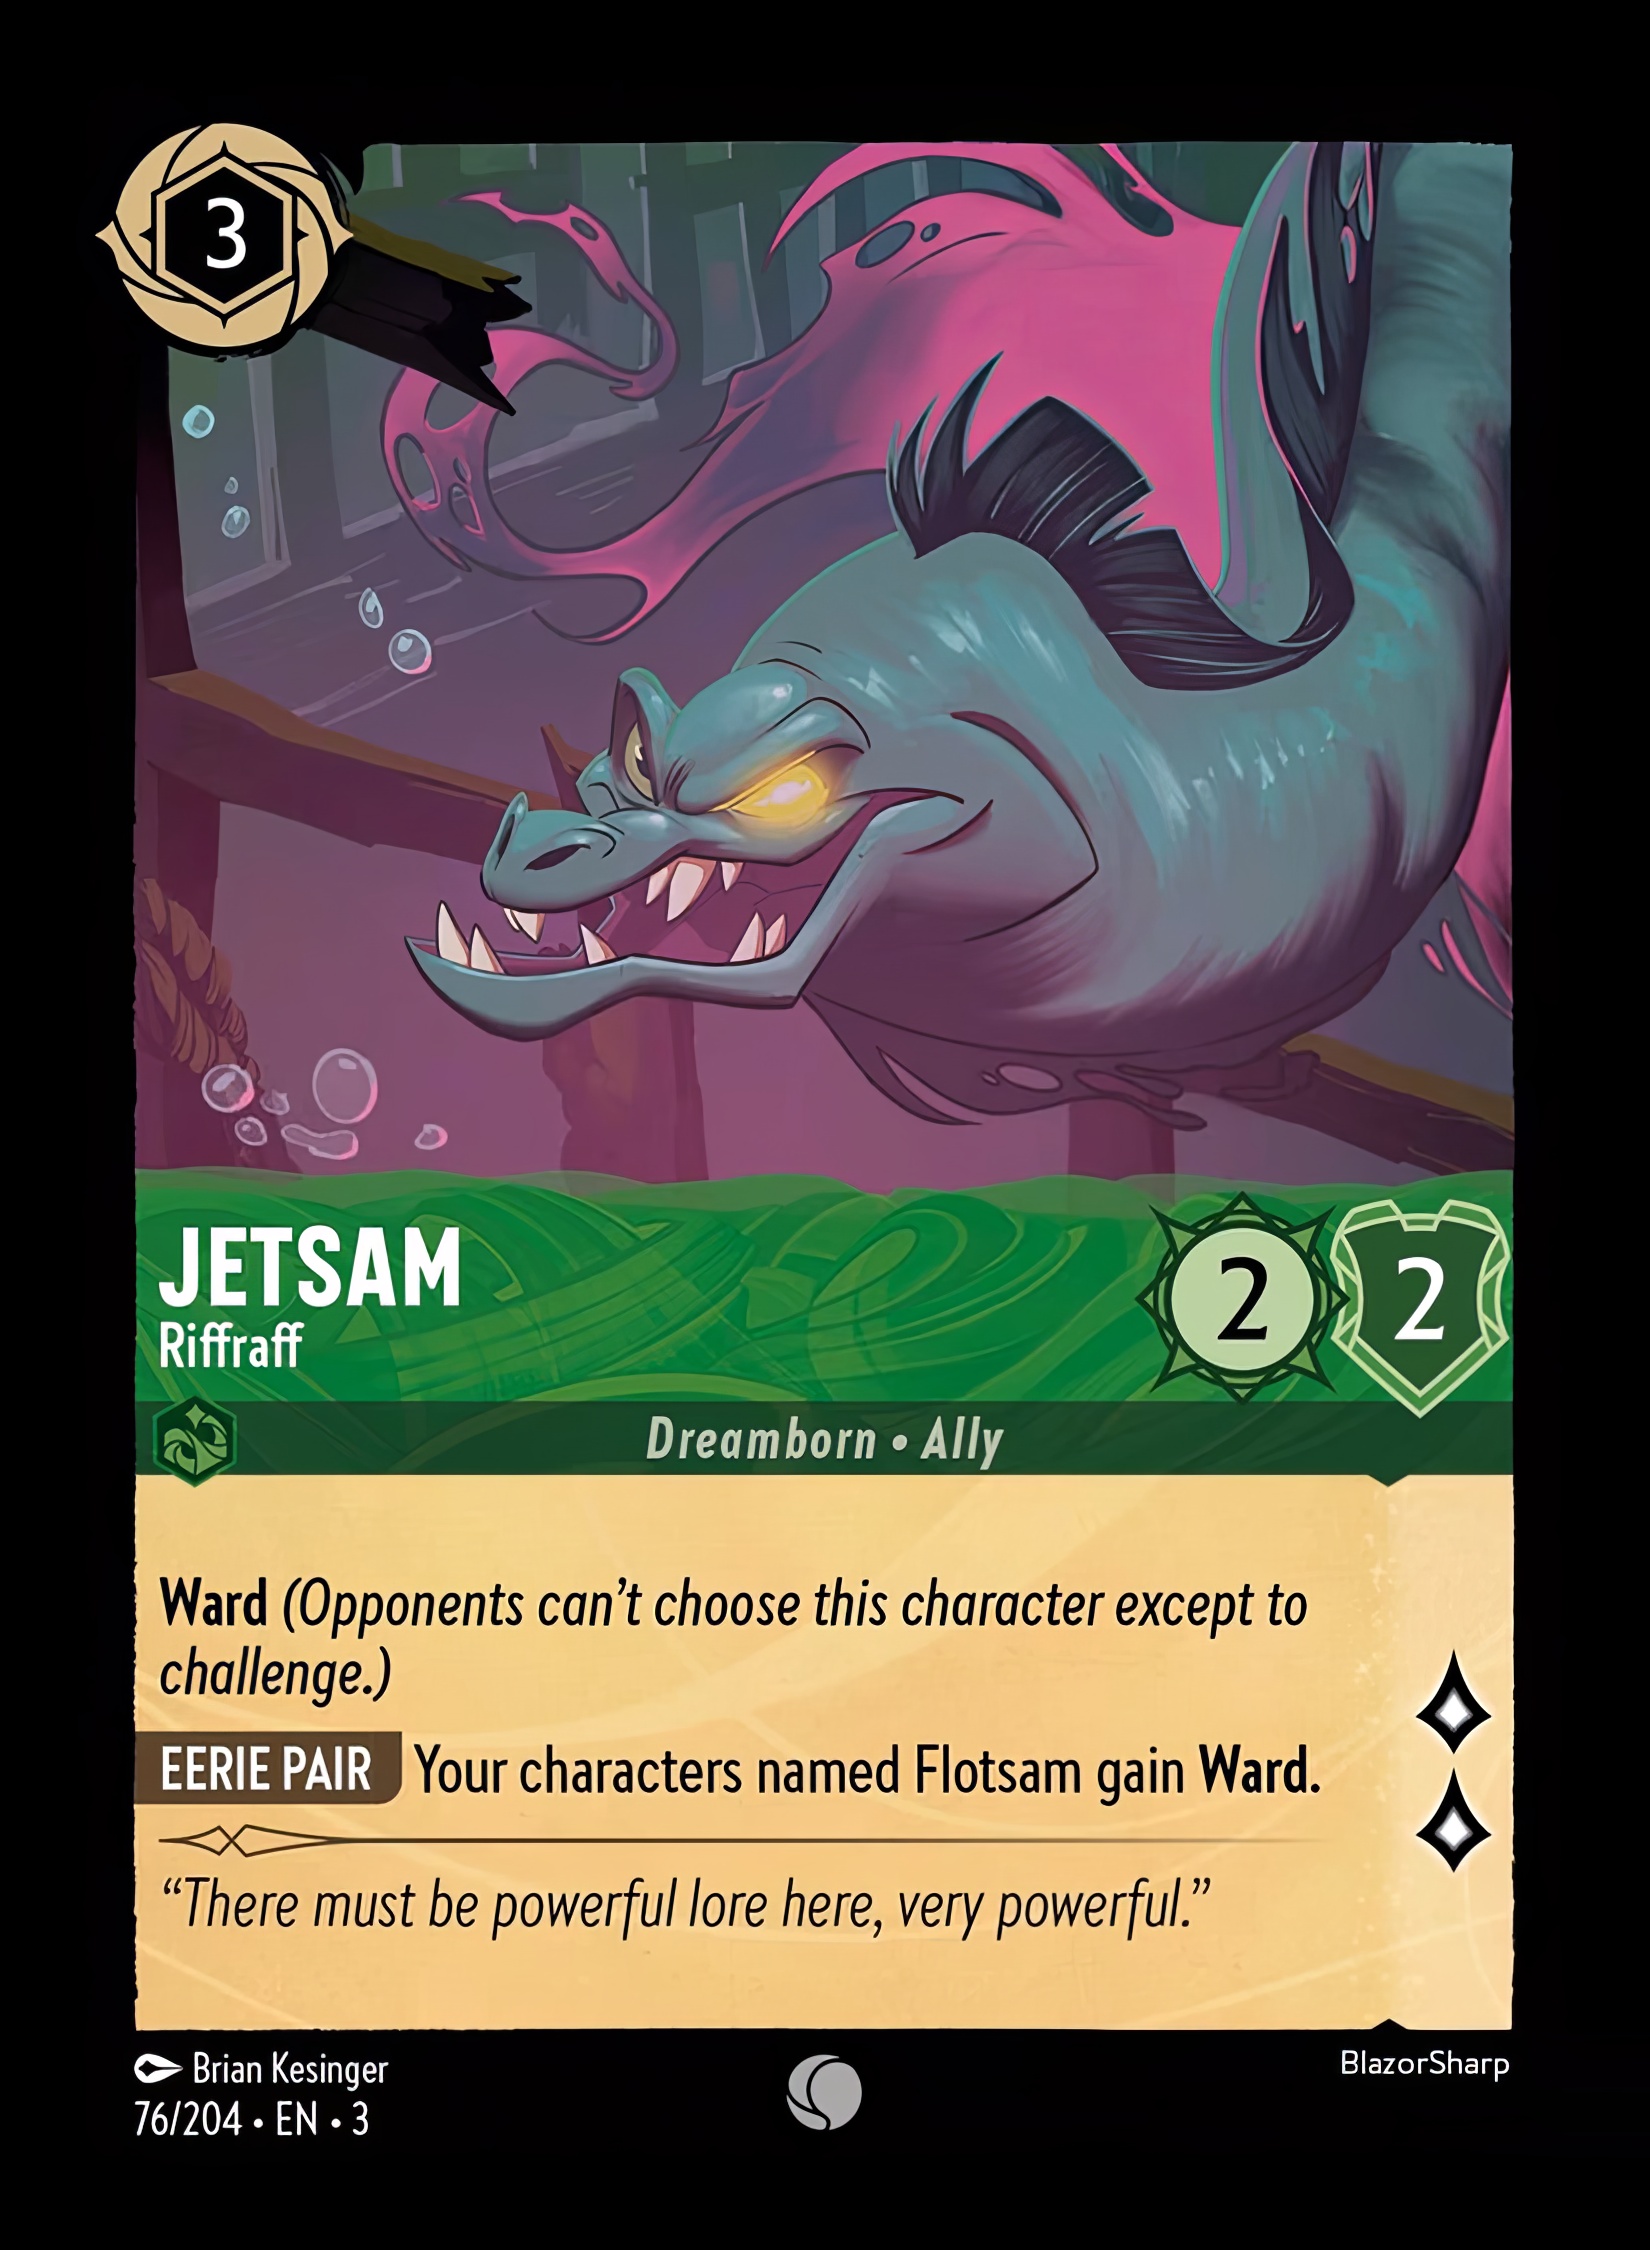 3
JETSAM
Riffraff
2
2
Dreamborn • Ally
Ward (Opponents can’t choose this character except to
challenge.)
EERIE PAIR Your characters named Flotsam gain Ward.
“There must be powerful lore here, very powerful.”
Brian Kesinger
BlazorSharp
76/204 • EN • 3